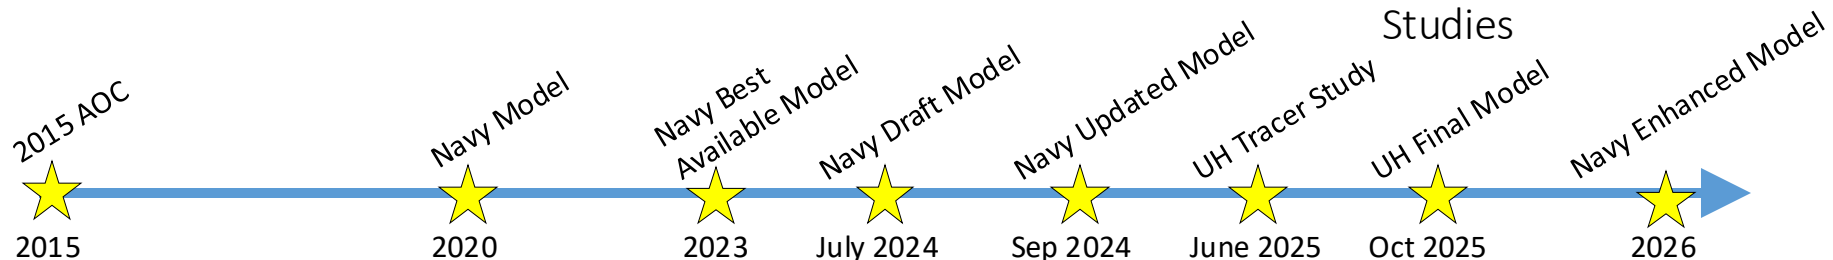 Studies
2015 AOC
Navy Model
Navy Best
Available Model
Navy Draft Model
Navy Updated Model
UH Tracer Study
UH Final Model
Navy Enhanced Model
2015
2020
2023
July 2024
Sep 2024
June 2025
Oct 2025
2026